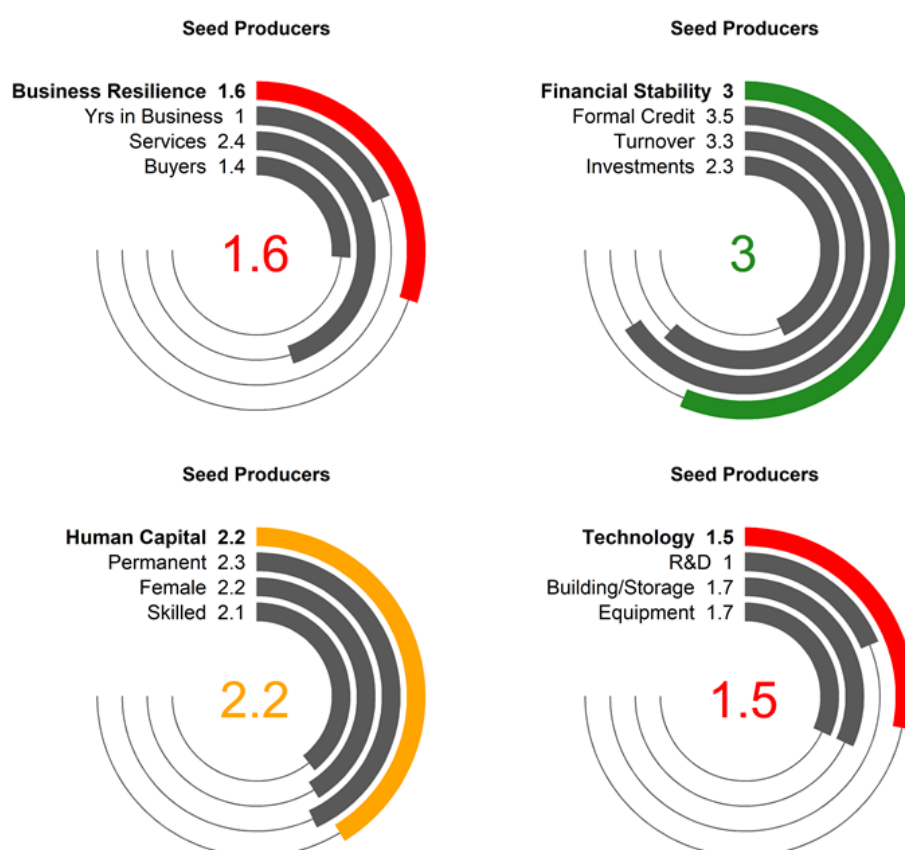 Seed Producers
Business Resilience 1.6
Yrs in Business 1
Services 2.4
Buyers 1.4
1.6
Seed Producers
Financial Stability 3
Formal Credit 3.5
Turnover 3.3
Investments 2.3
3
Seed Producers
Human Capital 2.2
Permanent 2.3
Female 2.2
Skilled 2.1
2.2
Seed Producers
Technology 1.5
R&D 1
Building/Storage 1.7
Equipment 1.7
1.5